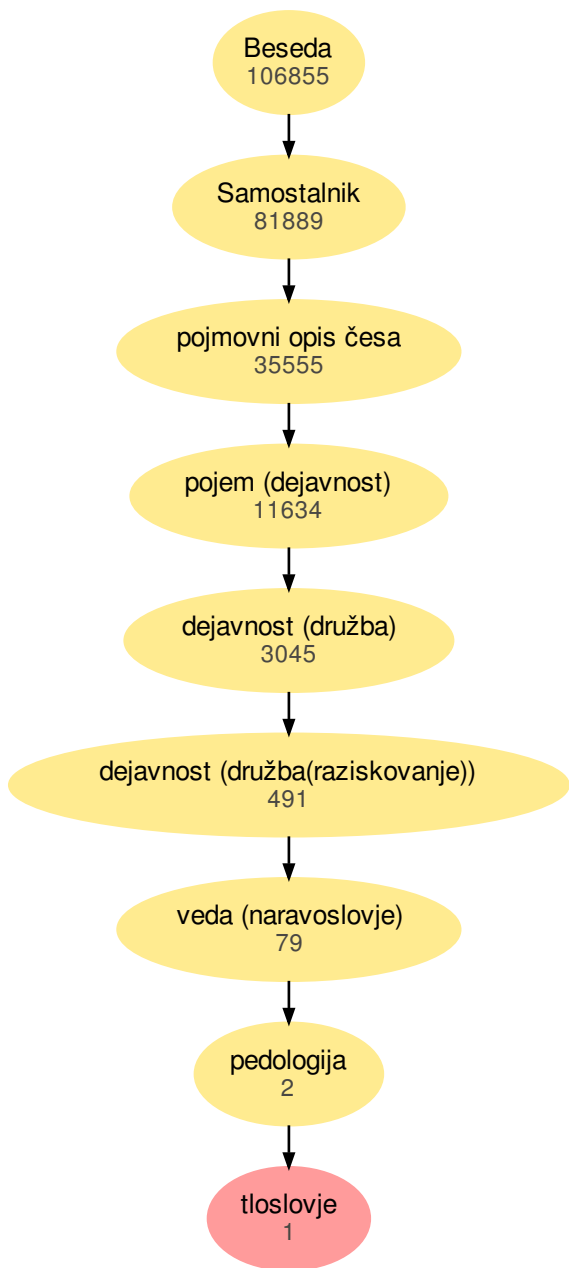 Beseda
106855
Samostalnik
81889
pojmovni opis česa
35555
pojem (dejavnost)
11634
dejavnost (družba)
3045
dejavnost (družba(raziskovanje))
491
veda (naravoslovje)
79
pedologija
2
tloslovje
1